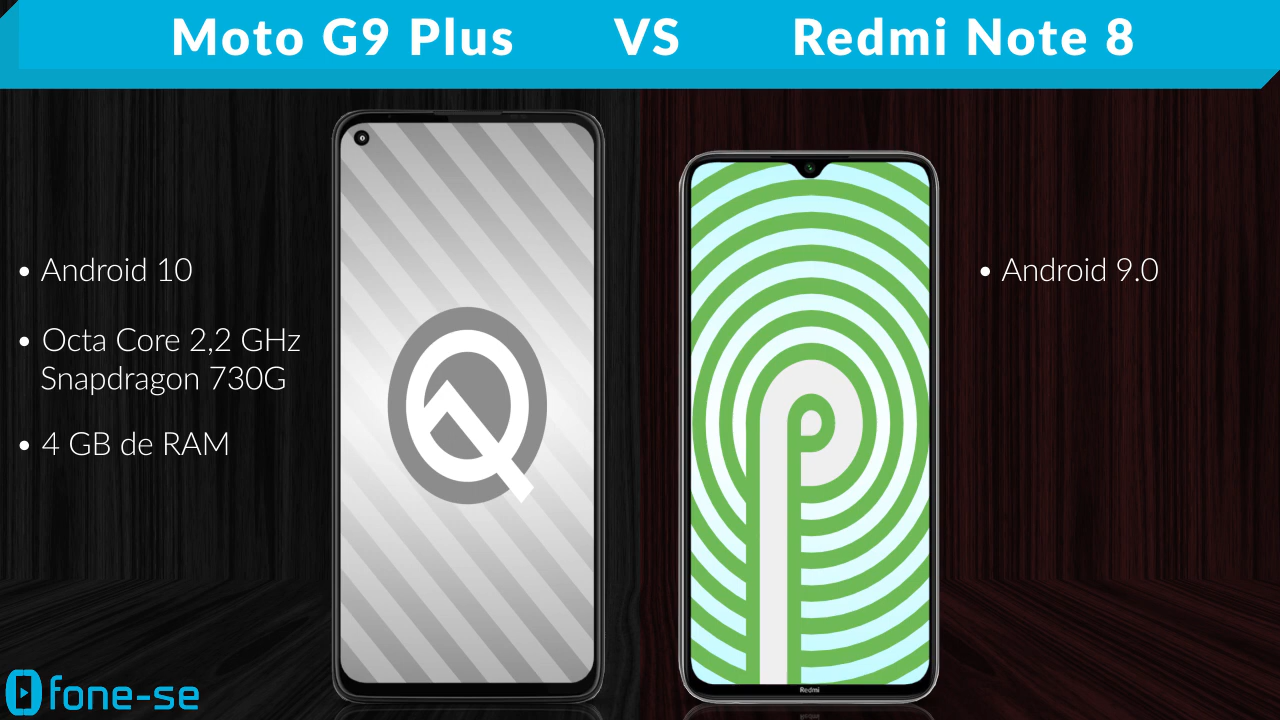 Moto G9 Plus VS Redmi Note 8
• Android 10
• Octa Core 2,2 GHz
Snapdragon 730G
• 4 GB de RAM
• Android 9.0
Redmi
fone-se